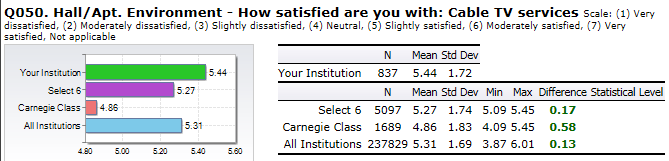 Q050. Hall/Apt. Environment - How satisfied are you with: Cable TV services Scale: (1) Very
dissatisfied, (2) Moderately dissatisfied, (3) Slightly dissatisfied, (4) Neutral, (5) Slightly satisfied, (6) Moderately satisfied, (7) Very
satisfied, Not applicable
Your Institution 5.44
Select 6 5.27
Carnegie Class 4.86
All Institutions 5.31
4.80 5.00 5.20 5.40 5.60
N Mean Std Dev
Your Institution 837 5.44 1.72
N Mean Std Dev Min Max Difference Statistical Level
Select 6 5097 5.27 1.74 5.09 5.45 0.17
Carnegie Class 1689 4.86 1.83 4.09 5.45 0.58
All Institutions 237829 5.31 1.69 3.87 6.01 0.13